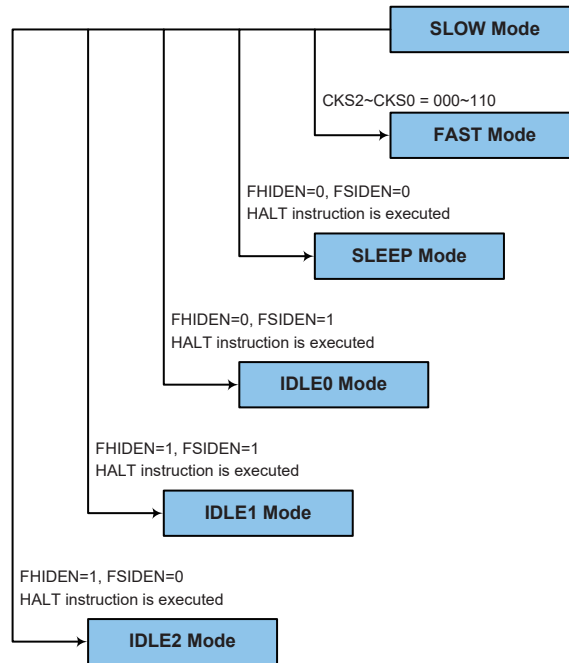 SLOW Mode
CKS2~CKS0 = 000~110
FAST Mode
FHIDEN=0, FSIDEN=0
HALT instruction is executed
SLEEP Mode
FHIDEN=0, FSIDEN=1
HALT instruction is executed
IDLE0 Mode
FHIDEN=1, FSIDEN=1
HALT instruction is executed
IDLE1 Mode
FHIDEN=1, FSIDEN=0
HALT instruction is executed
IDLE2 Mode